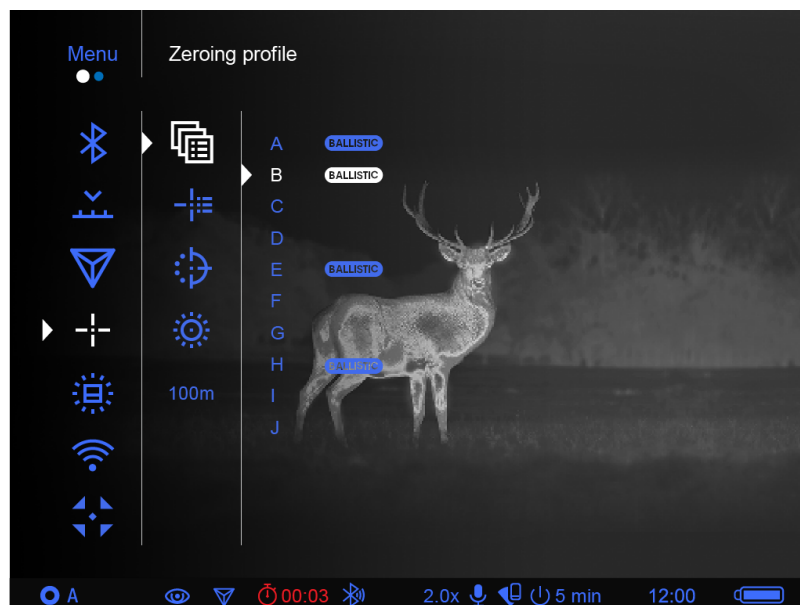 Menu
Zeroing profile
A BALLISTIC
B BALLISTIC
C
D
E BALLISTIC
F
G
H BALLISTIC
I
J
100m
A 00:03 2.0x 5 min 12:00